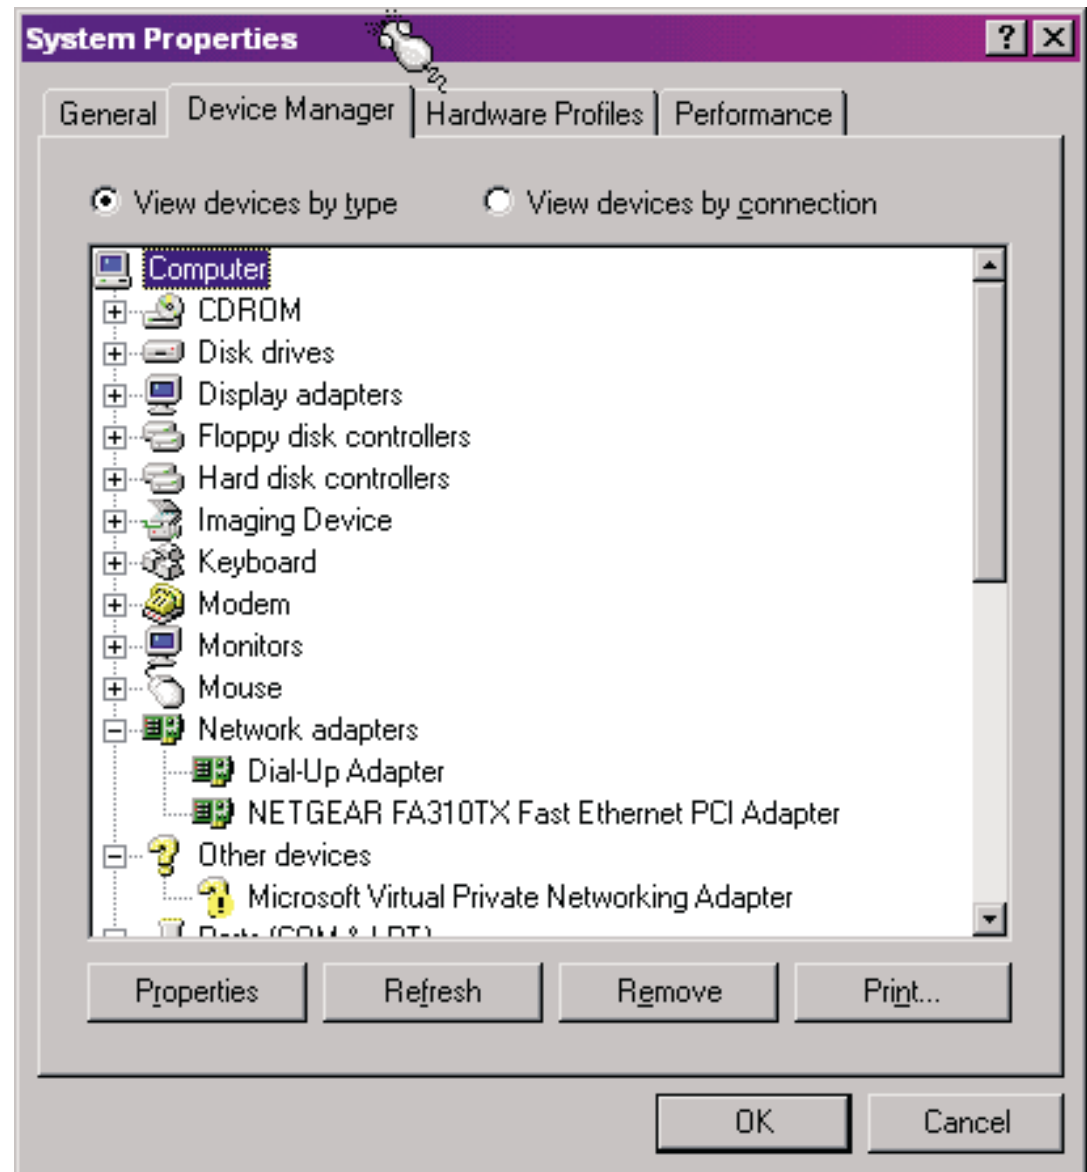 System Properties
General Device Manager Hardware Profiles Performance
View devices by type View devices by connection
Computer
CDROM
Disk drives
Display adapters
Floppy disk controllers
Hard disk controllers
Imaging Device
Keyboard
Modem
Monitors
Mouse
Network adapters
Dial-Up Adapter
NETGEAR FA310TX Fast Ethernet PCI Adapter
Other devices
Microsoft Virtual Private Networking Adapter
Ports (COM & LPT)
Properties Refresh Remove Print...
OK Cancel